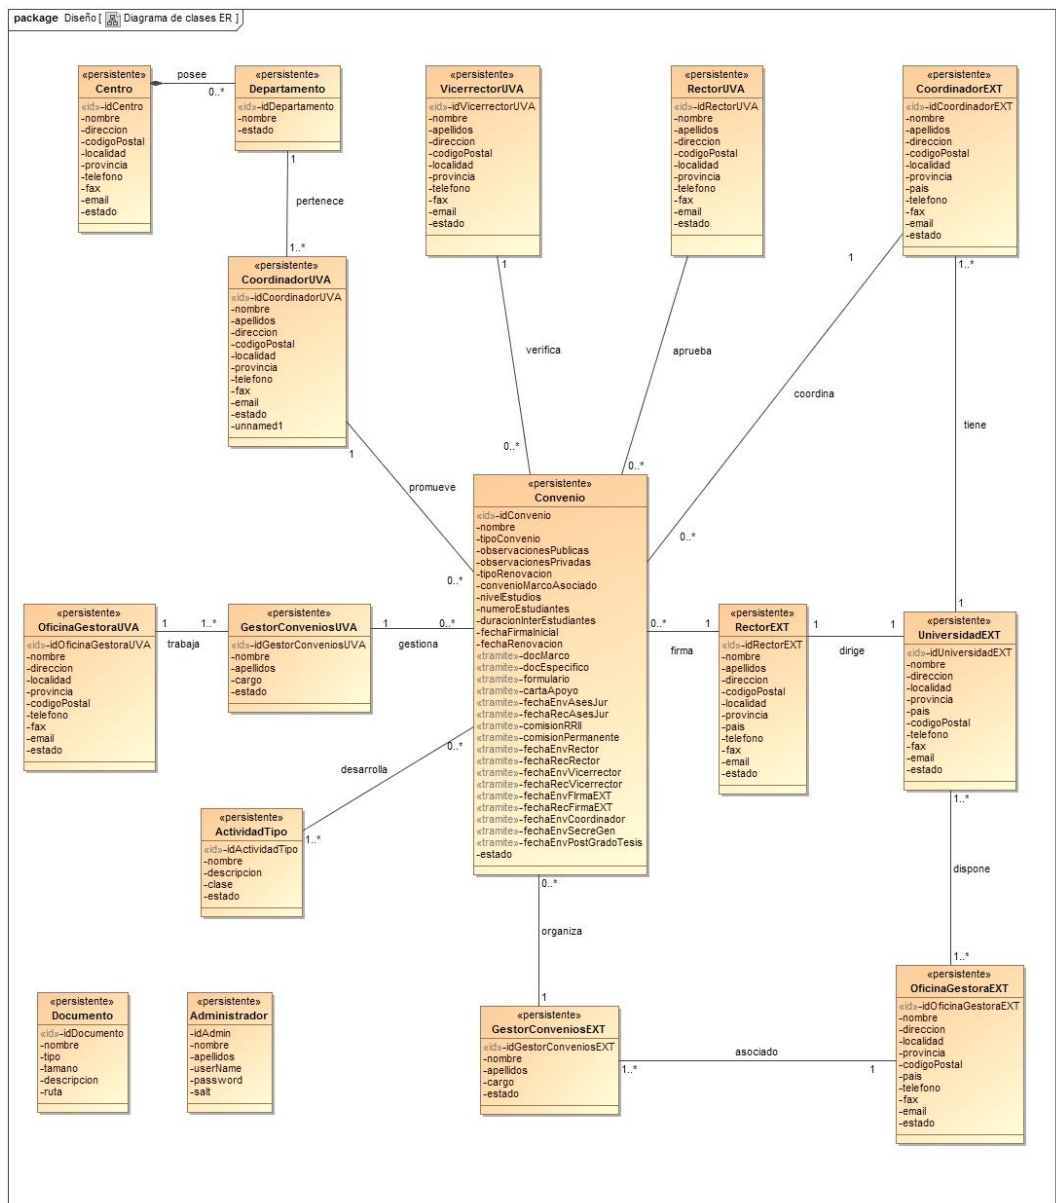 package Diseño [ Diagrama de clases ER ]
«persistente»
Centro
«id»-idCentro
-nombre
-direccion
-codigoPostal
-localidad
-provincia
-telefono
-fax
-email
-estado
posee
0..*
«persistente»
Departamento
«id»-idDepartamento
-nombre
-estado
1
pertenece
1..*
«persistente»
VicerrectorUVA
«id»-idVicerrectorUVA
-nombre
-apellidos
-direccion
-codigoPostal
-localidad
-provincia
-telefono
-fax
-email
-estado
1
verifica
0..*
«persistente»
RectorUVA
«id»-idRectorUVA
-nombre
-apellidos
-direccion
-codigoPostal
-localidad
-provincia
-telefono
-fax
-email
-estado
aprueba
0..*
«persistente»
CoordinadorEXT
«id»-idCoordinadorEXT
-nombre
-apellidos
-direccion
-codigoPostal
-localidad
-provincia
-pais
-telefono
-fax
-email
-estado
1
coordina
0..*
1..*
tiene
1
«persistente»
CoordinadorUVA
«id»-idCoordinadorUVA
-nombre
-apellidos
-direccion
-codigoPostal
-localidad
-provincia
-telefono
-fax
-email
-estado
-unnamed1
1
promueve
0..*
«persistente»
Convenio
«id»-idConvenio
-nombre
-tipoConvenio
-observacionesPublicas
-observacionesPrivadas
-tipoRenovacion
-convenioMarcoAsociado
-nivelEstudios
-numeroEstudiantes
-duracionInterEstudiantes
-fechaFirmaInicial
-fechaRenovacion
«tramite»-docMarco
«tramite»-docEspecifico
«tramite»-formulario
«tramite»-cartaApoyo
«tramite»-fechaEnvAsesJur
«tramite»-fechaRecAsesJur
«tramite»-comisionRRII
«tramite»-comisionPermanente
«tramite»-fechaEnvRector
«tramite»-fechaRecRector
«tramite»-fechaEnvVicerrector
«tramite»-fechaRecVicerrector
«tramite»-fechaEnvFIrmaEXT
«tramite»-fechaRecFirmaEXT
«tramite»-fechaEnvCoordinador
«tramite»-fechaEnvSecreGen
«tramite»-fechaEnvPostGradoTesis
-estado
«persistente»
OficinaGestoraUVA
«id»-idOficinaGestoraUVA
-nombre
-direccion
-localidad
-provincia
-codigoPostal
-telefono
-fax
-email
-estado
1
1..*
trabaja
«persistente»
GestorConveniosUVA
«id»-idGestorConveniosUVA
-nombre
-apellidos
-cargo
-estado
1
0..*
gestiona
0..*
1
firma
«persistente»
RectorEXT
«id»-idRectorEXT
-nombre
-apellidos
-direccion
-codigoPostal
-localidad
-provincia
-pais
-telefono
-fax
-email
-estado
1
1
dirige
«persistente»
UniversidadEXT
«id»-idUniversidadEXT
-nombre
-direccion
-localidad
-provincia
-pais
-codigoPostal
-telefono
-fax
-email
-estado
1..*
dispone
1..*
0..*
desarrolla
1..*
«persistente»
ActividadTipo
«id»-idActividadTipo
-nombre
-descripcion
-clase
-estado
0..*
organiza
1
«persistente»
Documento
«id»-idDocumento
-nombre
-tipo
-tamano
-descripcion
-ruta
«persistente»
Administrador
-idAdmin
-nombre
-apellidos
-userName
-password
-salt
«persistente»
GestorConveniosEXT
«id»-idGestorConveniosEXT
-nombre
-apellidos
-cargo
-estado
asociado
1..*
1
«persistente»
OficinaGestoraEXT
«id»-idOficinaGestoraEXT
-nombre
-direccion
-localidad
-provincia
-codigoPostal
-pais
-telefono
-fax
-email
-estado